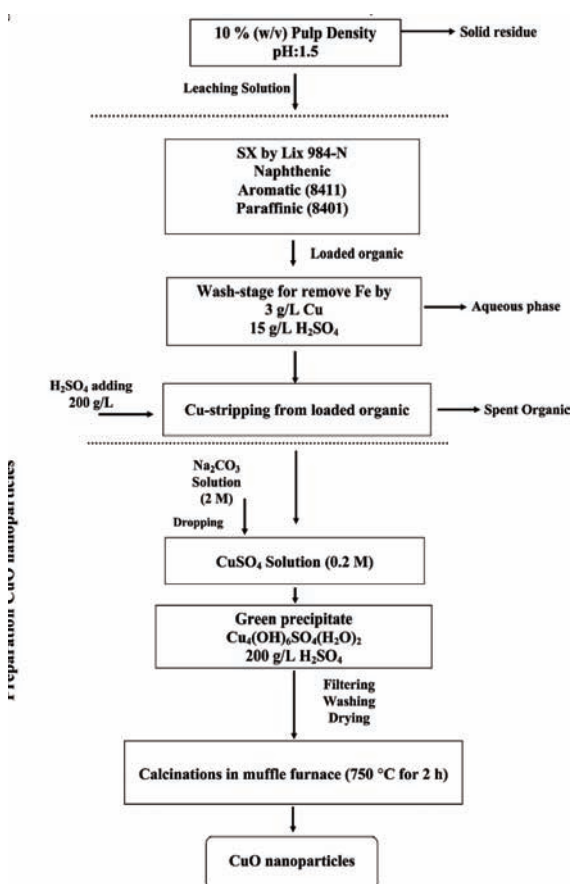 10 % (w/v) Pulp Density
pH:1.5
Solid residue
Leaching Solution
SX by Lix 984-N
Naphthenic
Aromatic (8411)
Paraffinic (8401)
Loaded organic
Wash-stage for remove Fe by
3 g/L Cu
15 g/L H₂SO₄
Aqueous phase
H₂SO₄ adding
200 g/L
Cu-stripping from loaded organic
Spent Organic
Na₂CO₃
Solution
(2 M)
Dropping
CuSO₄ Solution (0.2 M)
Green precipitate
Cu₄(OH)₆SO₄(H₂O)₂
200 g/L H₂SO₄
Filtering
Washing
Drying
Calcinations in muffle furnace (750 °C for 2 h)
CuO nanoparticles
Preparation CuO nanoparticles